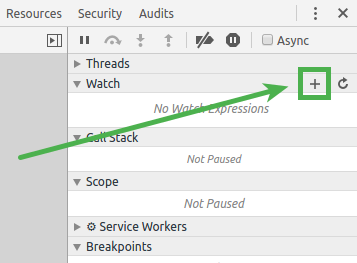 Resources Security Audits
Async
Threads
Watch
No Watch Expressions
Call Stack
Not Paused
Scope
Not Paused
Service Workers
Breakpoints